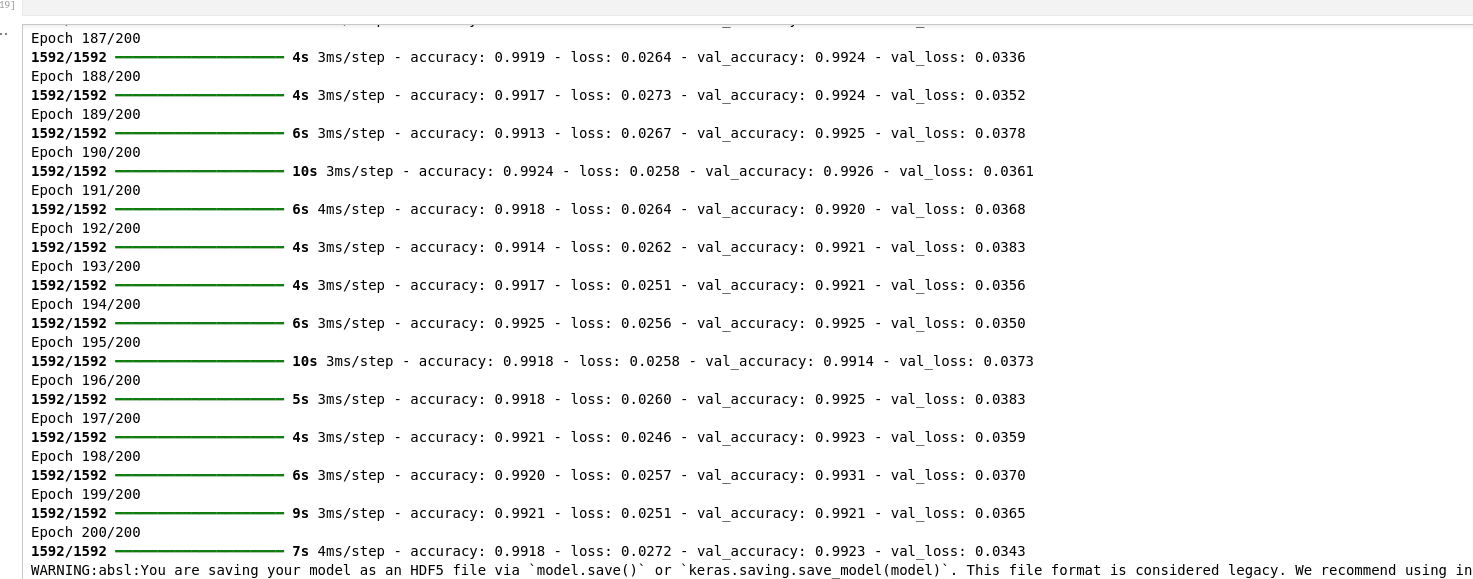 19]
Epoch 187/200
1592/1592 ━━━━━━━━━━━━━━━━━━━━ 4s 3ms/step - accuracy: 0.9919 - loss: 0.0264 - val_accuracy: 0.9924 - val_loss: 0.0336
Epoch 188/200
1592/1592 ━━━━━━━━━━━━━━━━━━━━ 4s 3ms/step - accuracy: 0.9917 - loss: 0.0273 - val_accuracy: 0.9924 - val_loss: 0.0352
Epoch 189/200
1592/1592 ━━━━━━━━━━━━━━━━━━━━ 6s 3ms/step - accuracy: 0.9913 - loss: 0.0267 - val_accuracy: 0.9925 - val_loss: 0.0378
Epoch 190/200
1592/1592 ━━━━━━━━━━━━━━━━━━━━ 10s 3ms/step - accuracy: 0.9924 - loss: 0.0258 - val_accuracy: 0.9926 - val_loss: 0.0361
Epoch 191/200
1592/1592 ━━━━━━━━━━━━━━━━━━━━ 6s 4ms/step - accuracy: 0.9918 - loss: 0.0264 - val_accuracy: 0.9920 - val_loss: 0.0368
Epoch 192/200
1592/1592 ━━━━━━━━━━━━━━━━━━━━ 4s 3ms/step - accuracy: 0.9914 - loss: 0.0262 - val_accuracy: 0.9921 - val_loss: 0.0383
Epoch 193/200
1592/1592 ━━━━━━━━━━━━━━━━━━━━ 4s 3ms/step - accuracy: 0.9917 - loss: 0.0251 - val_accuracy: 0.9921 - val_loss: 0.0356
Epoch 194/200
1592/1592 ━━━━━━━━━━━━━━━━━━━━ 6s 3ms/step - accuracy: 0.9925 - loss: 0.0256 - val_accuracy: 0.9925 - val_loss: 0.0350
Epoch 195/200
1592/1592 ━━━━━━━━━━━━━━━━━━━━ 10s 3ms/step - accuracy: 0.9918 - loss: 0.0258 - val_accuracy: 0.9914 - val_loss: 0.0373
Epoch 196/200
1592/1592 ━━━━━━━━━━━━━━━━━━━━ 5s 3ms/step - accuracy: 0.9918 - loss: 0.0260 - val_accuracy: 0.9925 - val_loss: 0.0383
Epoch 197/200
1592/1592 ━━━━━━━━━━━━━━━━━━━━ 4s 3ms/step - accuracy: 0.9921 - loss: 0.0246 - val_accuracy: 0.9923 - val_loss: 0.0359
Epoch 198/200
1592/1592 ━━━━━━━━━━━━━━━━━━━━ 6s 3ms/step - accuracy: 0.9920 - loss: 0.0257 - val_accuracy: 0.9931 - val_loss: 0.0370
Epoch 199/200
1592/1592 ━━━━━━━━━━━━━━━━━━━━ 9s 3ms/step - accuracy: 0.9921 - loss: 0.0251 - val_accuracy: 0.9921 - val_loss: 0.0365
Epoch 200/200
1592/1592 ━━━━━━━━━━━━━━━━━━━━ 7s 4ms/step - accuracy: 0.9918 - loss: 0.0272 - val_accuracy: 0.9923 - val_loss: 0.0343
WARNING:absl:You are saving your model as an HDF5 file via `model.save()` or `keras.saving.save_model(model)`. This file format is considered legacy. We recommend using in